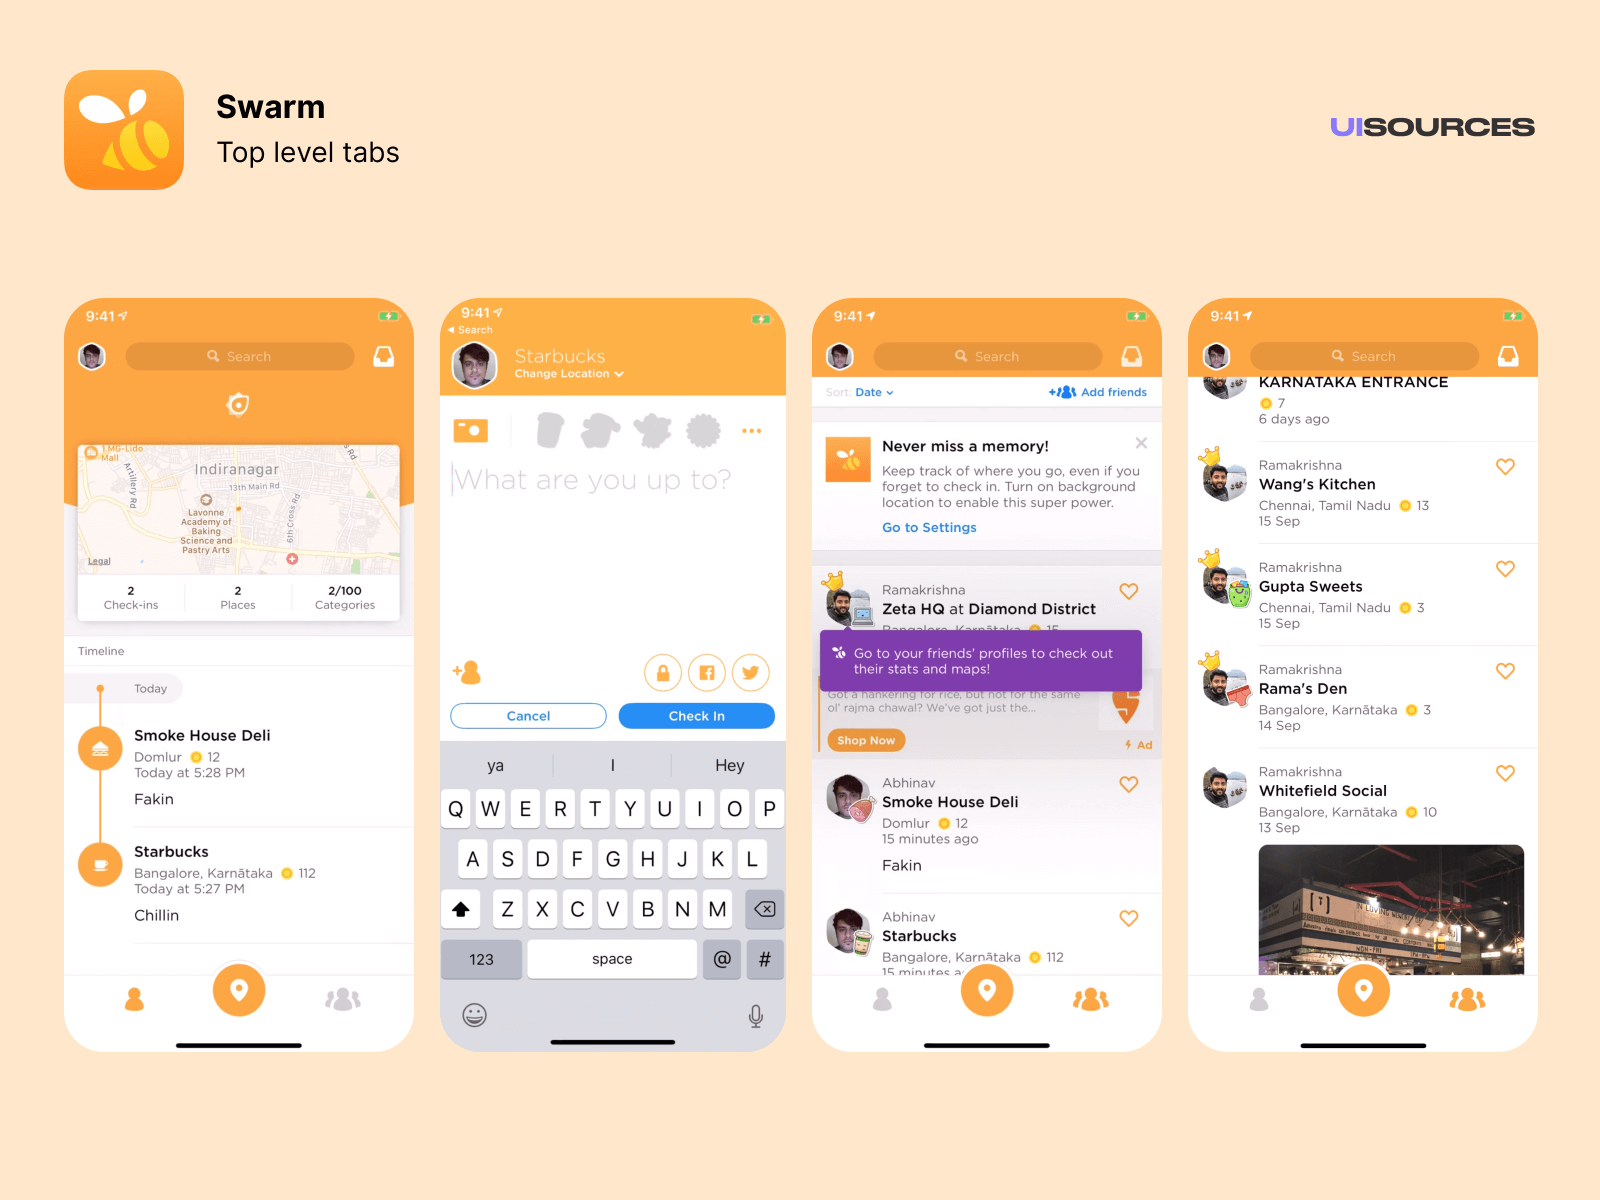 Swarm
Top level tabs
UISOURCES
9:41
Search
1 MG-Lido
Mall
Artillery Rd
Indiranagar
13th Main Rd
6th Cross Rd
Rd
Lavonne
Academy of
Baking
Science and
Pastry Arts
Legal
2
Check-ins
2
Places
2/100
Categories
Timeline
Today
Smoke House Deli
Domlur 12
Today at 5:28 PM
Fakin
Starbucks
Bangalore, Karnātaka 112
Today at 5:27 PM
Chillin
9:41
Search
Starbucks
Change Location
What are you up to?
Cancel
Check In
ya
I
Hey
Q W E R T Y U I O P
A S D F G H J K L
Z X C V B N M
123
space
@
#
9:41
Search
Sort: Date
Add friends
Never miss a memory!
Keep track of where you go, even if you
forget to check in. Turn on background
location to enable this super power.
Go to Settings
Ramakrishna
Zeta HQ at Diamond District
Bangalore, Karnātaka 15
Go to your friends' profiles to check out
their stats and maps!
Got a hankering for rice, but not for the same
ol' rajma chawal? We've got just the...
Shop Now
Ad
Abhinav
Smoke House Deli
Domlur 12
15 minutes ago
Fakin
Abhinav
Starbucks
Bangalore, Karnātaka 112
15 minutes a
9:41
Search
KARNATAKA ENTRANCE
7
6 days ago
Ramakrishna
Wang's Kitchen
Chennai, Tamil Nadu 13
15 Sep
Ramakrishna
Gupta Sweets
Chennai, Tamil Nadu 3
15 Sep
Ramakrishna
Rama's Den
Bangalore, Karnātaka 3
14 Sep
Ramakrishna
Whitefield Social
Bangalore, Karnātaka 10
13 Sep